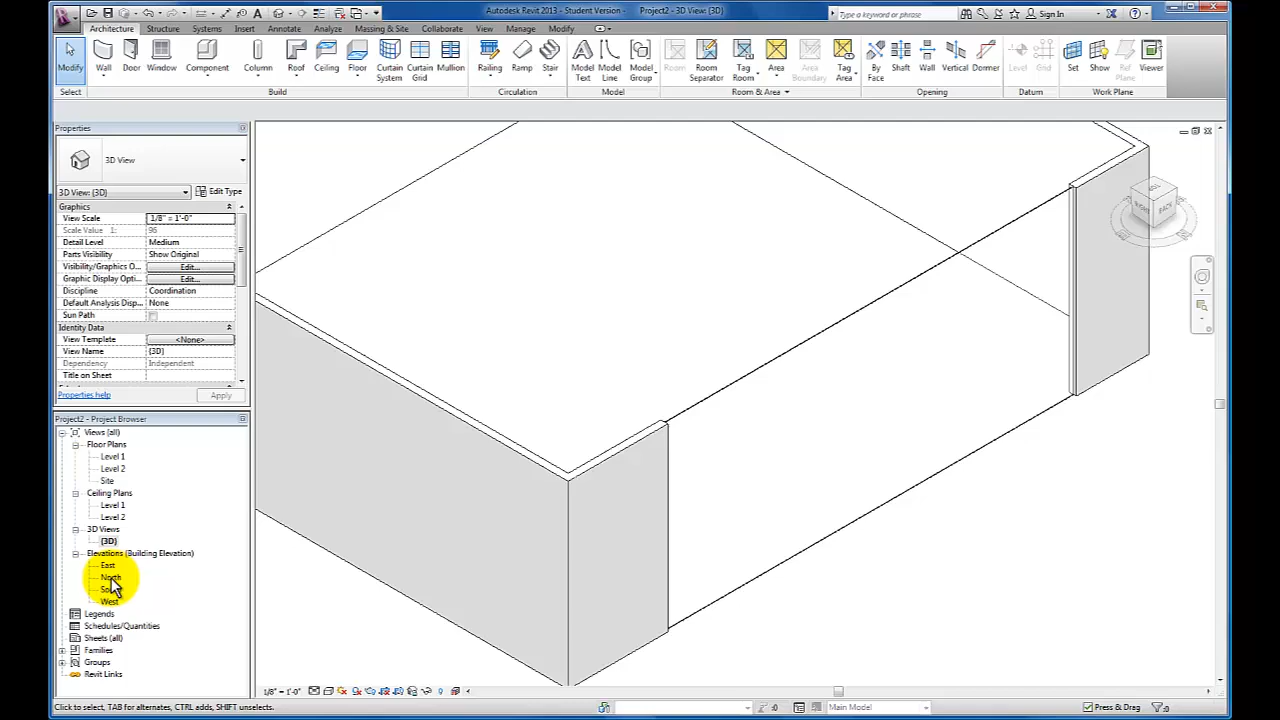 Autodesk Revit 2013 - Student Version - Project2 - 3D View: {3D}
Type a keyword or phrase
Sign In
Architecture Structure Systems Insert Annotate Analyze Massing & Site Collaborate View Manage Modify
Modify Wall Door Window Component Column Roof Ceiling Floor Curtain System Curtain Grid Mullion Railing Ramp Stair Model Text Model Line Model Group Room Room Separator Tag Room Area Area Boundary Tag Area By Face Shaft Wall Vertical Dormer Level Grid Set Show Ref Plane Viewer
Select Build Circulation Model Room & Area Opening Datum Work Plane
Properties
3D View
3D View: {3D} Edit Type
Graphics
View Scale 1/8" = 1'-0"
Scale Value 1: 96
Detail Level Medium
Parts Visibility Show Original
Visibility/Graphics O... Edit...
Graphic Display Opti... Edit...
Discipline Coordination
Default Analysis Disp... None
Sun Path
Identity Data
View Template <None>
View Name {3D}
Dependency Independent
Title on Sheet
Properties help Apply
RIGHT BACK
Project2 - Project Browser
Views (all)
Floor Plans
Level 1
Level 2
Site
Ceiling Plans
Level 1
Level 2
3D Views
{3D}
Elevations (Building Elevation)
East
North
West
Legends
Schedules/Quantities
Sheets (all)
Families
Groups
Revit Links
1/8" = 1'-0"
Click to select, TAB for alternates, CTRL adds, SHIFT unselects. :0 Main Model Press & Drag :0